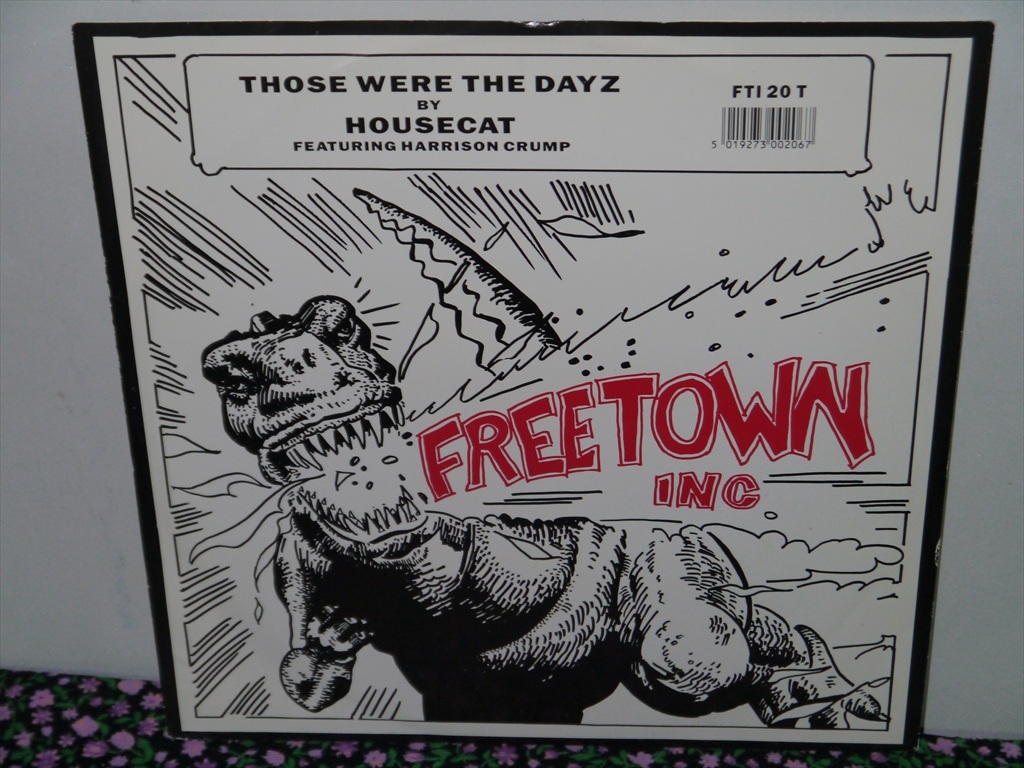 THOSE WERE THE DAYZ
BY
HOUSECAT
FEATURING HARRISON CRUMP
FTI 20 T
5 019273 002067
FREETOWN
INC